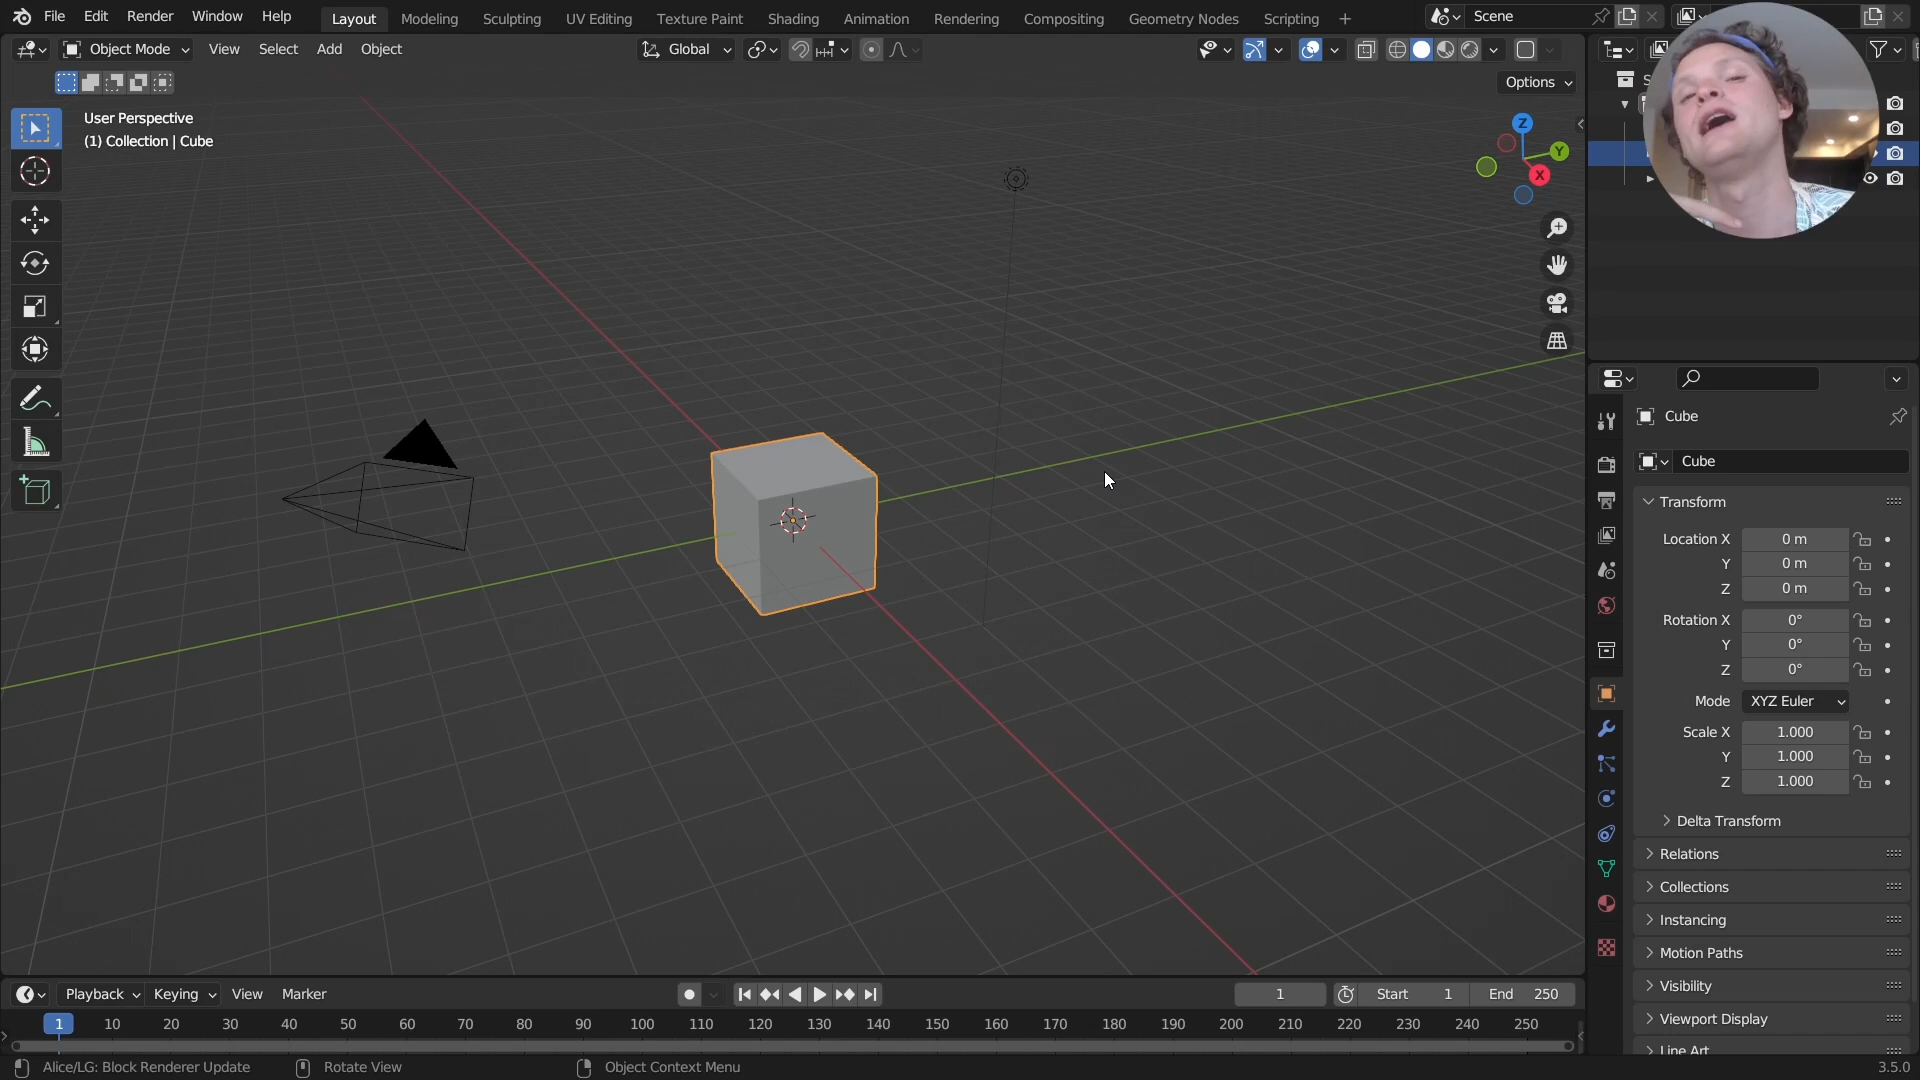 File Edit Render Window Help Layout Modeling Sculpting UV Editing Texture Paint Shading Animation Rendering Compositing Geometry Nodes Scripting + Scene
Object Mode View Select Add Object Global
Options
User Perspective
(1) Collection | Cube
Z
Y
X
Cube
Cube
Transform
Location X 0 m
Y 0 m
Z 0 m
Rotation X 0°
Y 0°
Z 0°
Mode XYZ Euler
Scale X 1.000
Y 1.000
Z 1.000
Delta Transform
Relations
Collections
Instancing
Motion Paths
Visibility
Viewport Display
Line Art
Playback Keying View Marker 1 Start 1 End 250
1 10 20 30 40 50 60 70 80 90 100 110 120 130 140 150 160 170 180 190 200 210 220 230 240 250
Alice/LG: Block Renderer Update Rotate View Object Context Menu 3.5.0